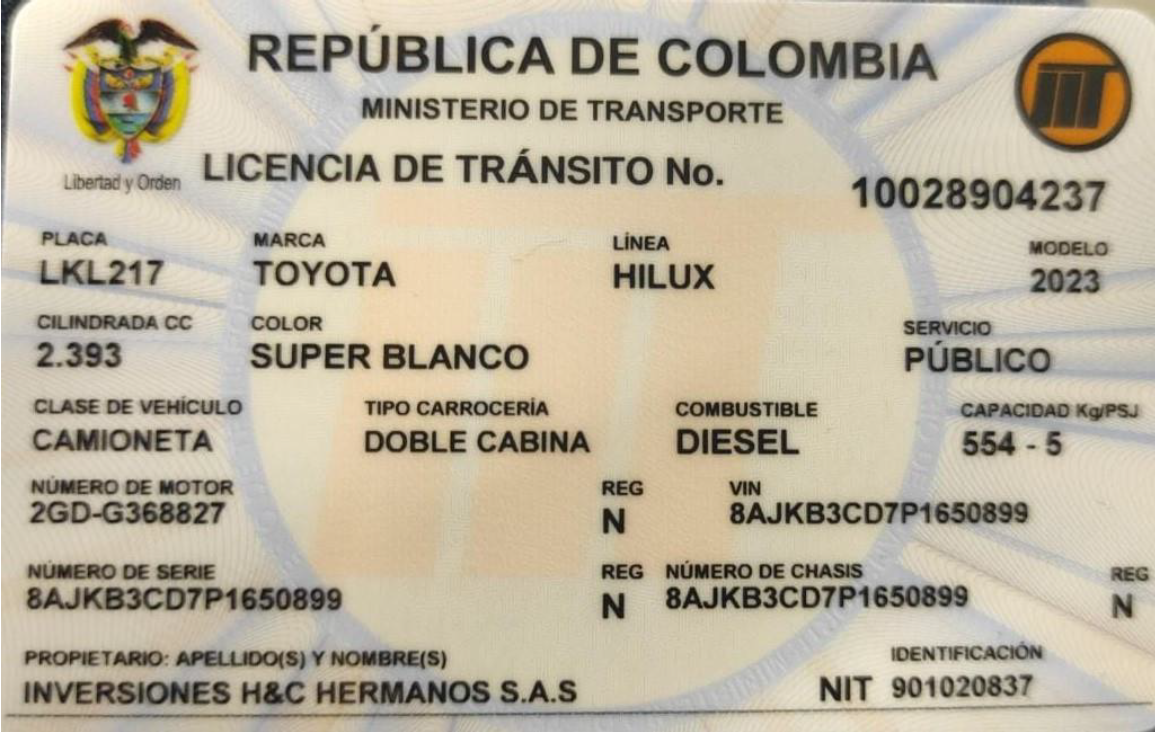 REPÚBLICA DE COLOMBIA
MINISTERIO DE TRANSPORTE
Libertad y Orden
LICENCIA DE TRÁNSITO No. 10028904237
PLACA MARCA LÍNEA MODELO
LKL217 TOYOTA HILUX 2023
CILINDRADA CC COLOR SERVICIO
2.393 SUPER BLANCO PÚBLICO
CLASE DE VEHÍCULO TIPO CARROCERÍA COMBUSTIBLE CAPACIDAD Kg/PSJ
CAMIONETA DOBLE CABINA DIESEL 554 - 5
NÚMERO DE MOTOR REG VIN
2GD-G368827 N 8AJKB3CD7P1650899
NÚMERO DE SERIE REG NÚMERO DE CHASIS REG
8AJKB3CD7P1650899 N 8AJKB3CD7P1650899 N
PROPIETARIO: APELLIDO(S) Y NOMBRE(S) IDENTIFICACIÓN
INVERSIONES H&C HERMANOS S.A.S NIT 901020837